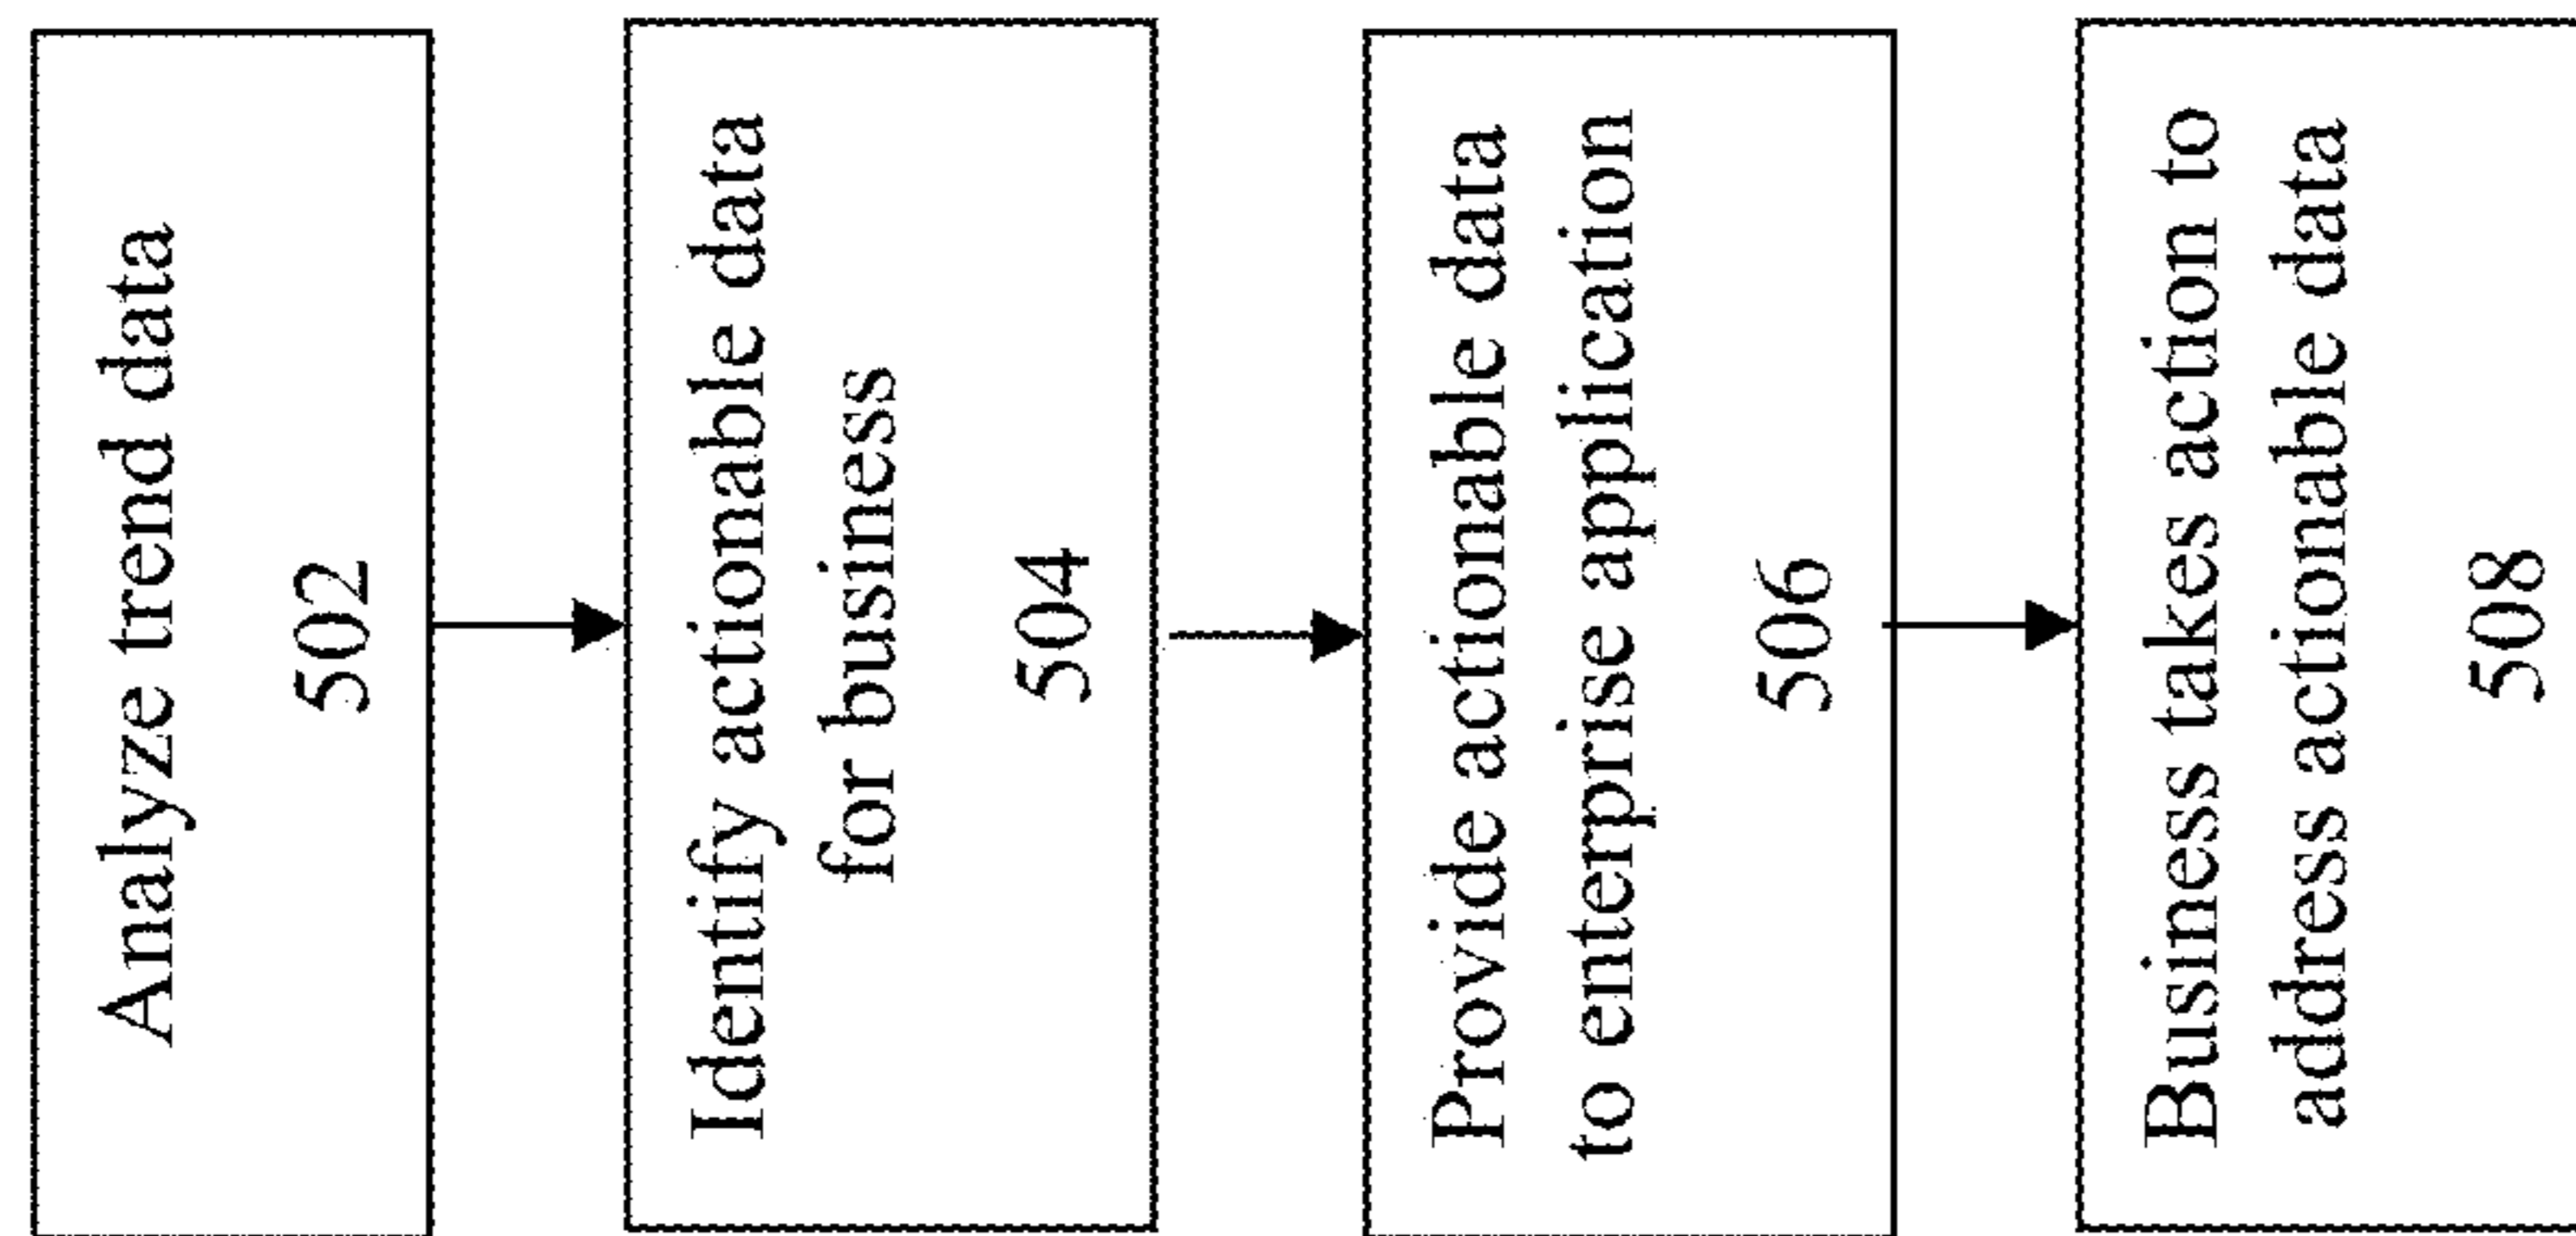 Analyze trend data
502
Identify actionable data
for business
504
Provide actionable data
to enterprise application
506
Business takes action to
address actionable data
508